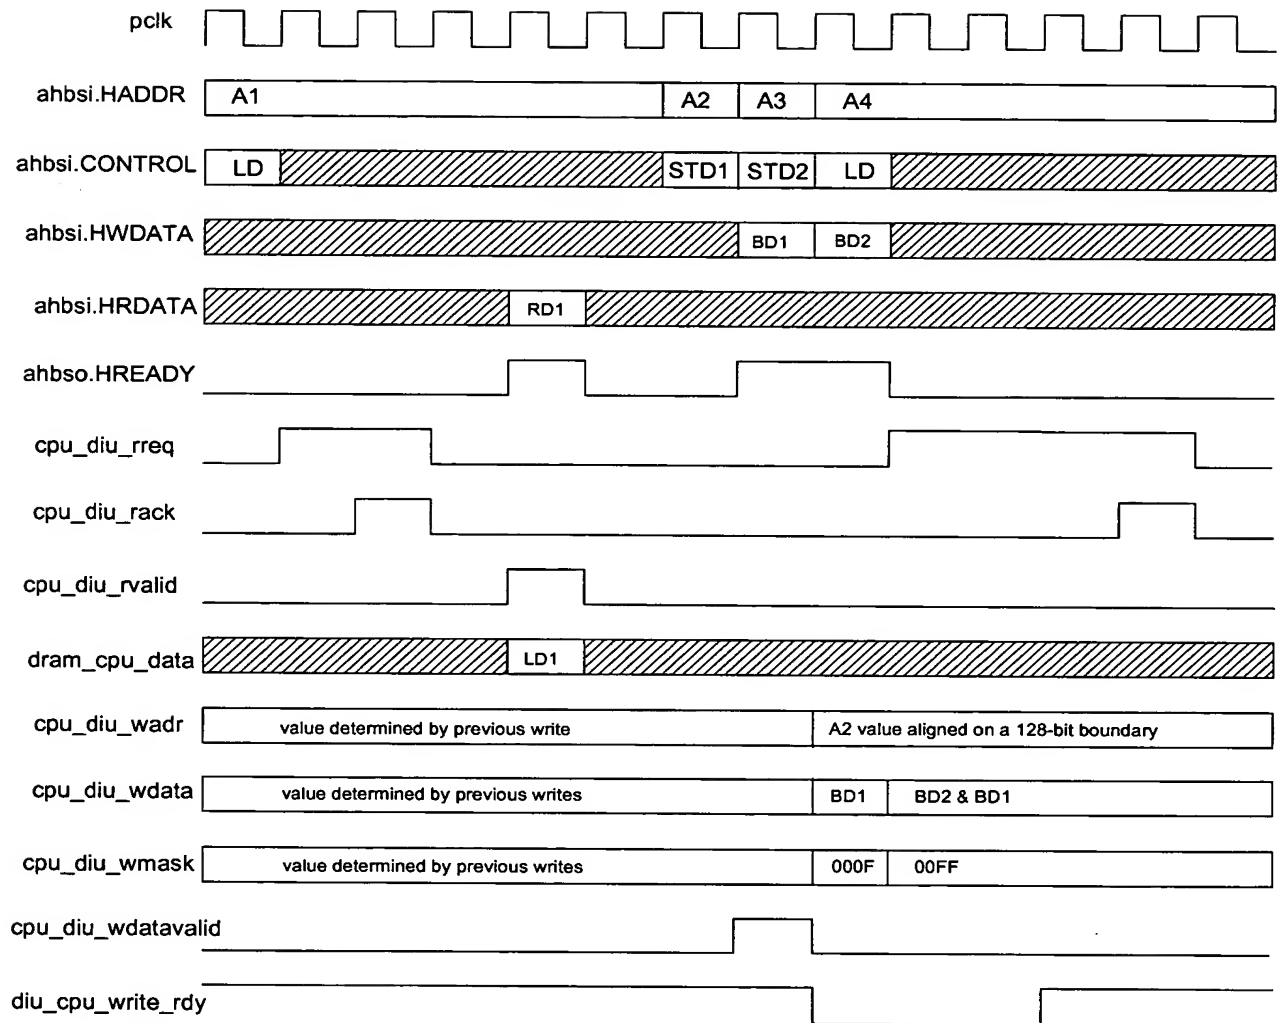 pclk
ahbsi.HADDR A1 A2 A3 A4
ahbsi.CONTROL LD STD1 STD2 LD
ahbsi.HWDATA BD1 BD2
ahbsi.HRDATA RD1
ahbso.HREADY
cpu_diu_rreq
cpu_diu_rack
cpu_diu_rvalid
dram_cpu_data LD1
cpu_diu_wadr value determined by previous write A2 value aligned on a 128-bit boundary
cpu_diu_wdata value determined by previous writes BD1 BD2 & BD1
cpu_diu_wmask value determined by previous writes 000F 00FF
cpu_diu_wdatavalid
diu_cpu_write_rdy